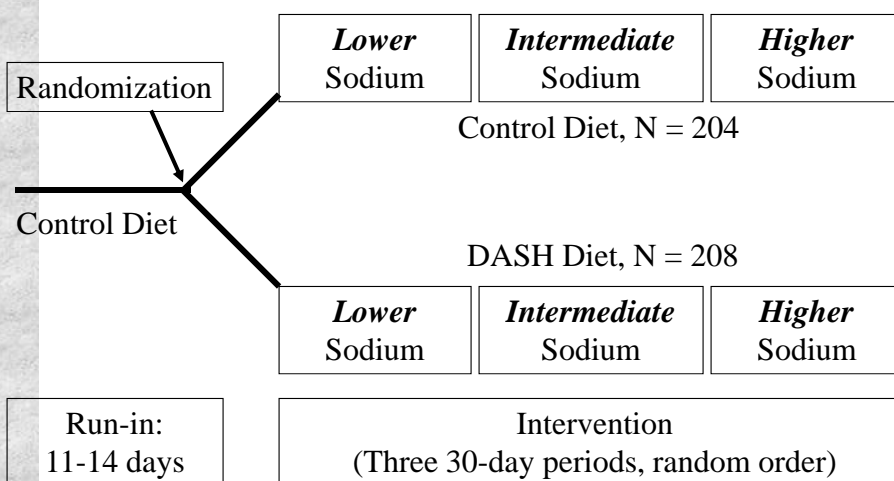 Lower Intermediate Higher
Sodium Sodium Sodium
Randomization
Control Diet, N = 204
Control Diet
DASH Diet, N = 208
Lower Intermediate Higher
Sodium Sodium Sodium
Run-in:
11-14 days
Intervention
(Three 30-day periods, random order)